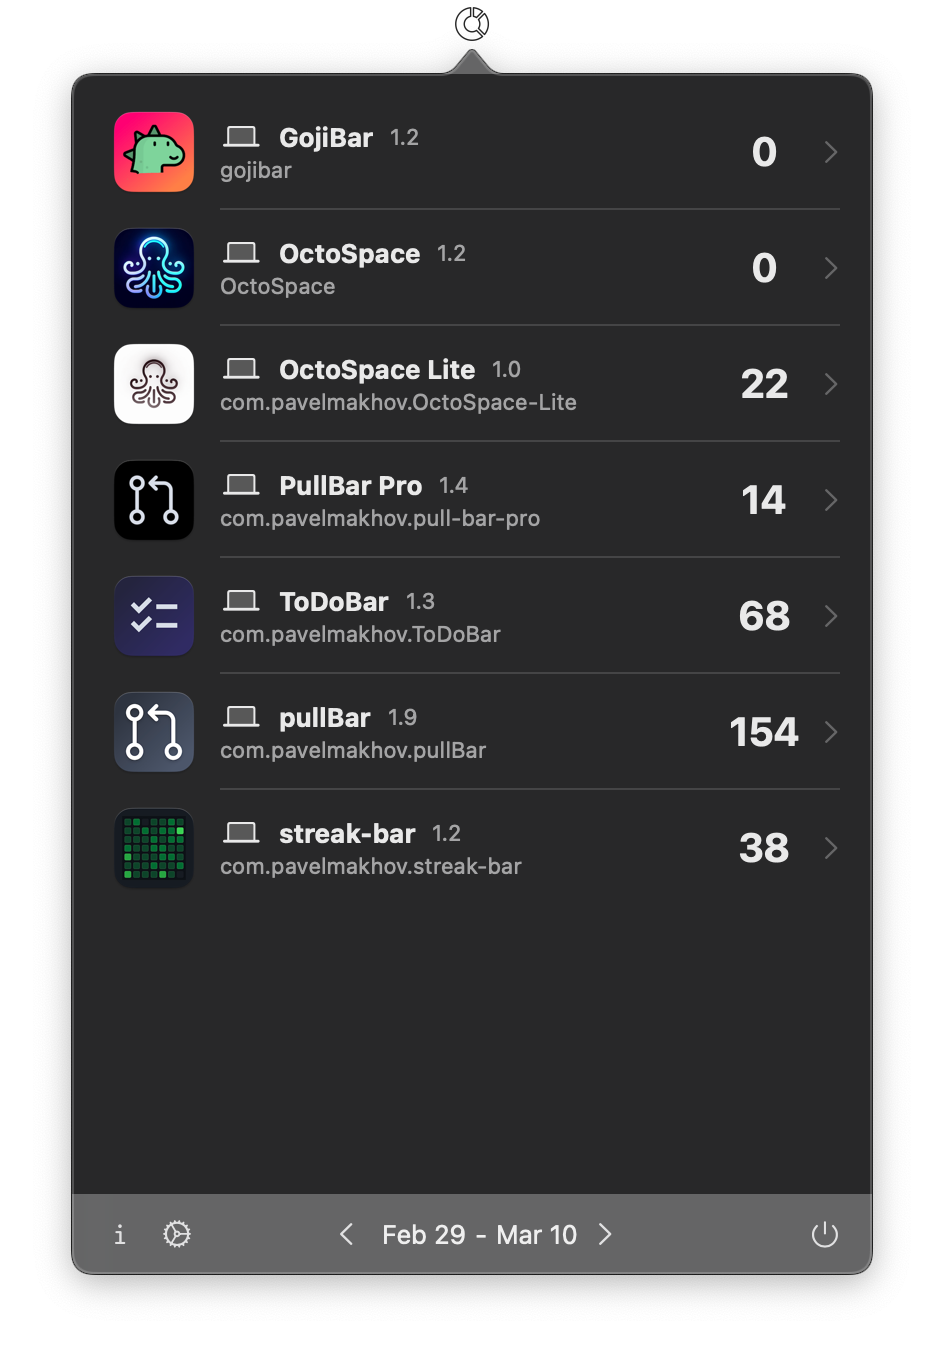 GojiBar 1.2
gojibar
0
OctoSpace 1.2
OctoSpace
0
OctoSpace Lite 1.0
com.pavelmakhov.OctoSpace-Lite
22
PullBar Pro 1.4
com.pavelmakhov.pull-bar-pro
14
ToDoBar 1.3
com.pavelmakhov.ToDoBar
68
pullBar 1.9
com.pavelmakhov.pullBar
154
streak-bar 1.2
com.pavelmakhov.streak-bar
38
i
Feb 29 - Mar 10